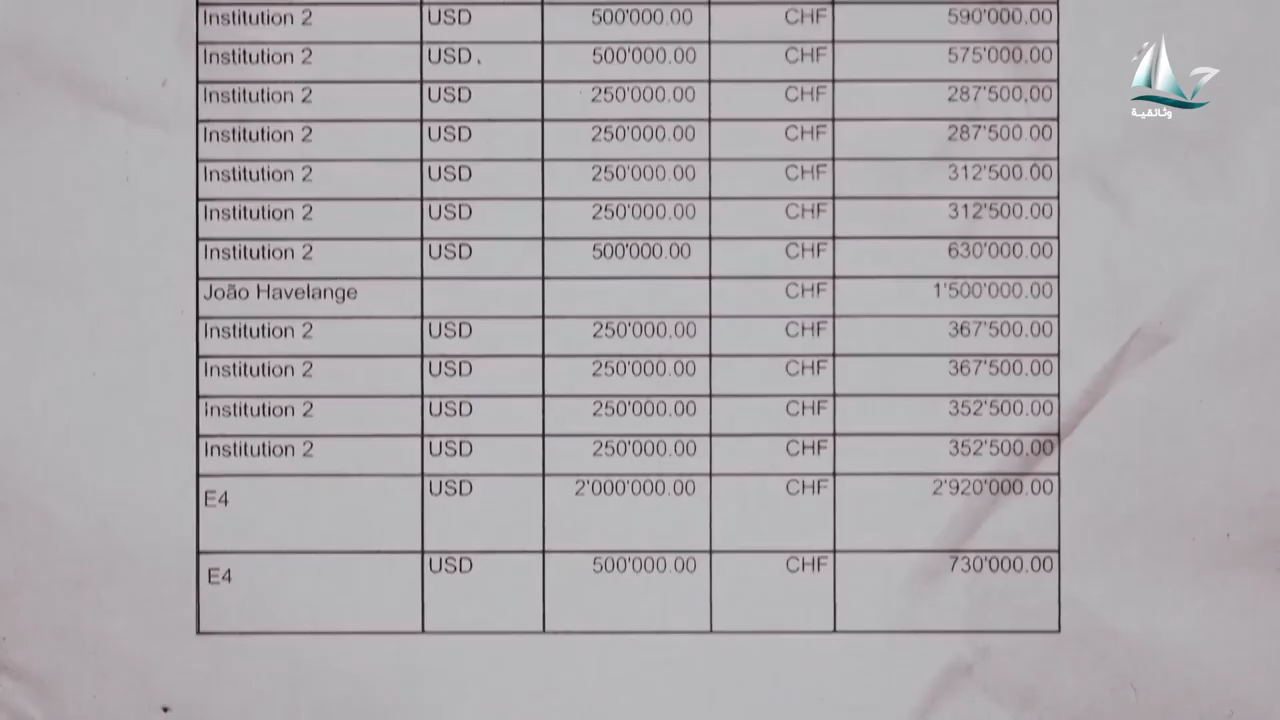 Institution 2 USD 500'000.00 CHF 590'000.00
Institution 2 USD 500'000.00 CHF 575'000.00
Institution 2 USD 250'000.00 CHF 287'500.00
Institution 2 USD 250'000.00 CHF 287'500.00
Institution 2 USD 250'000.00 CHF 312'500.00
Institution 2 USD 250'000.00 CHF 312'500.00
Institution 2 USD 500'000.00 CHF 630'000.00
João Havelange CHF 1'500'000.00
Institution 2 USD 250'000.00 CHF 367'500.00
Institution 2 USD 250'000.00 CHF 367'500.00
Institution 2 USD 250'000.00 CHF 352'500.00
Institution 2 USD 250'000.00 CHF 352'500.00
E4 USD 2'000'000.00 CHF 2'920'000.00
E4 USD 500'000.00 CHF 730'000.00
وثائقية